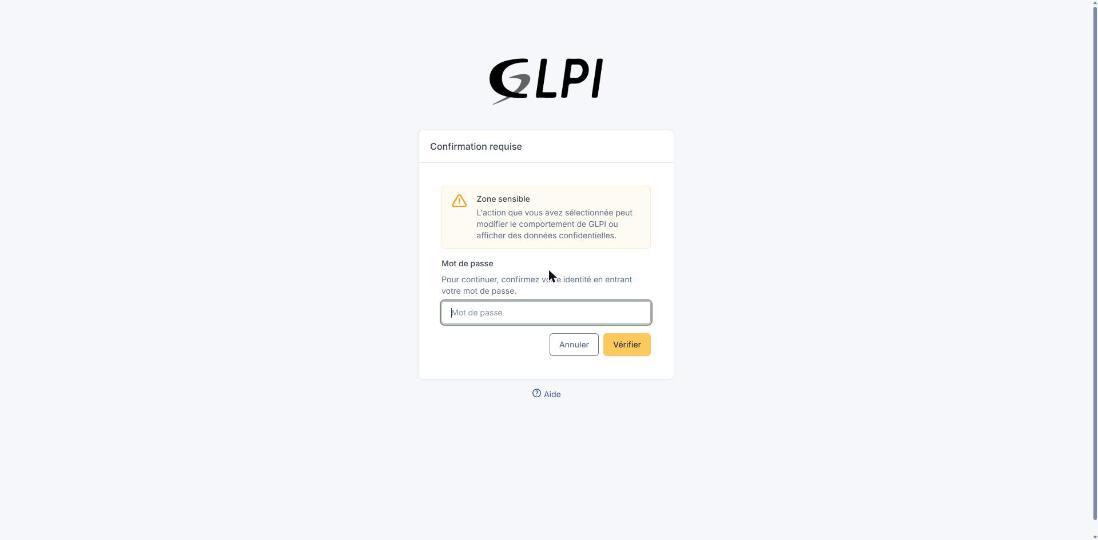 GLPI
Confirmation requise
Zone sensible
L'action que vous avez sélectionnée peut
modifier le comportement de GLPI ou
afficher des données confidentielles.
Mot de passe
Pour continuer, confirmez votre identité en entrant
votre mot de passe.
Mot de passe
Annuler
Vérifier
Aide